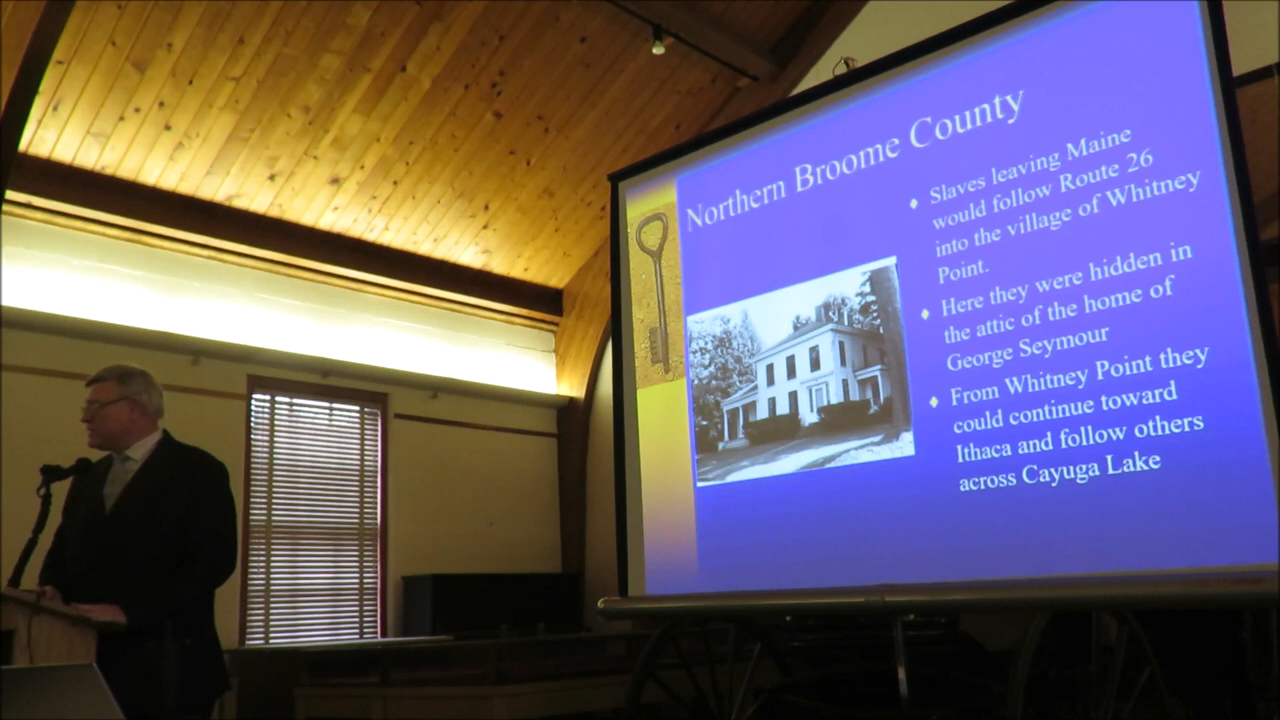 Northern Broome County
Slaves leaving Maine
would follow Route 26
into the village of Whitney
Point.
Here they were hidden in
the attic of the home of
George Seymour
From Whitney Point they
could continue toward
Ithaca and follow others
across Cayuga Lake